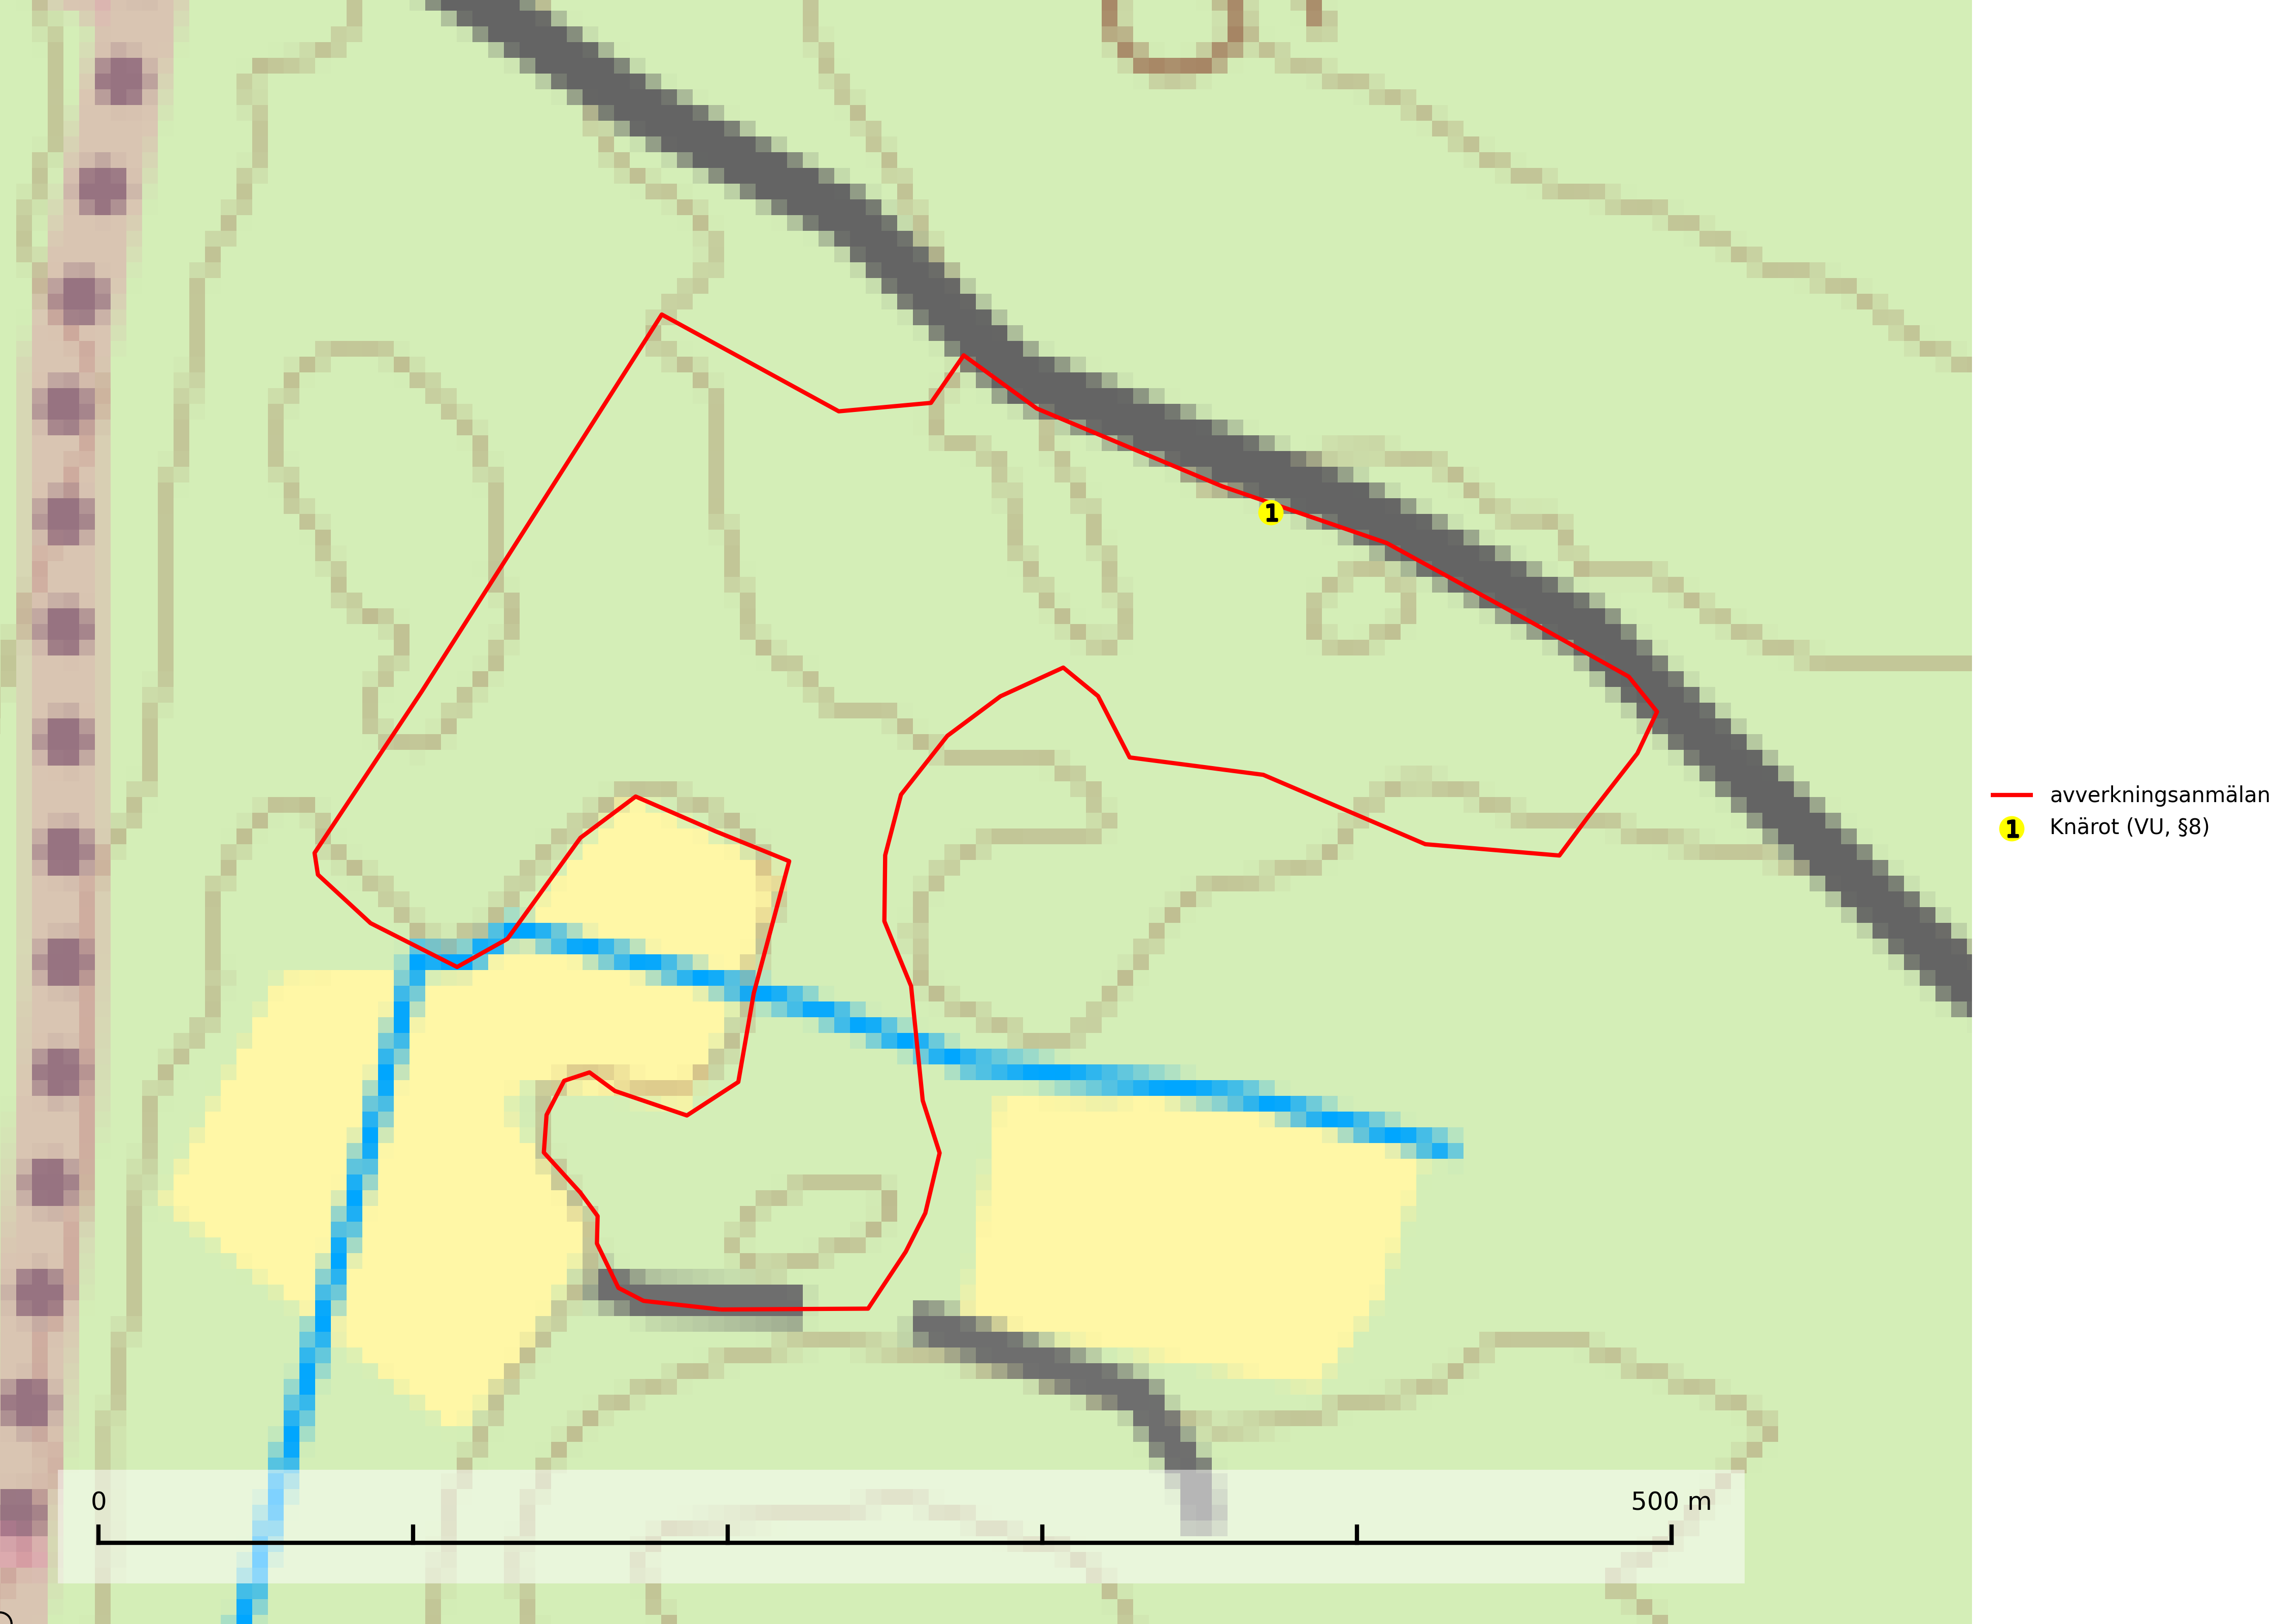 1
avverkningsanmälan
1 Knärot (VU, §8)
0 500 m